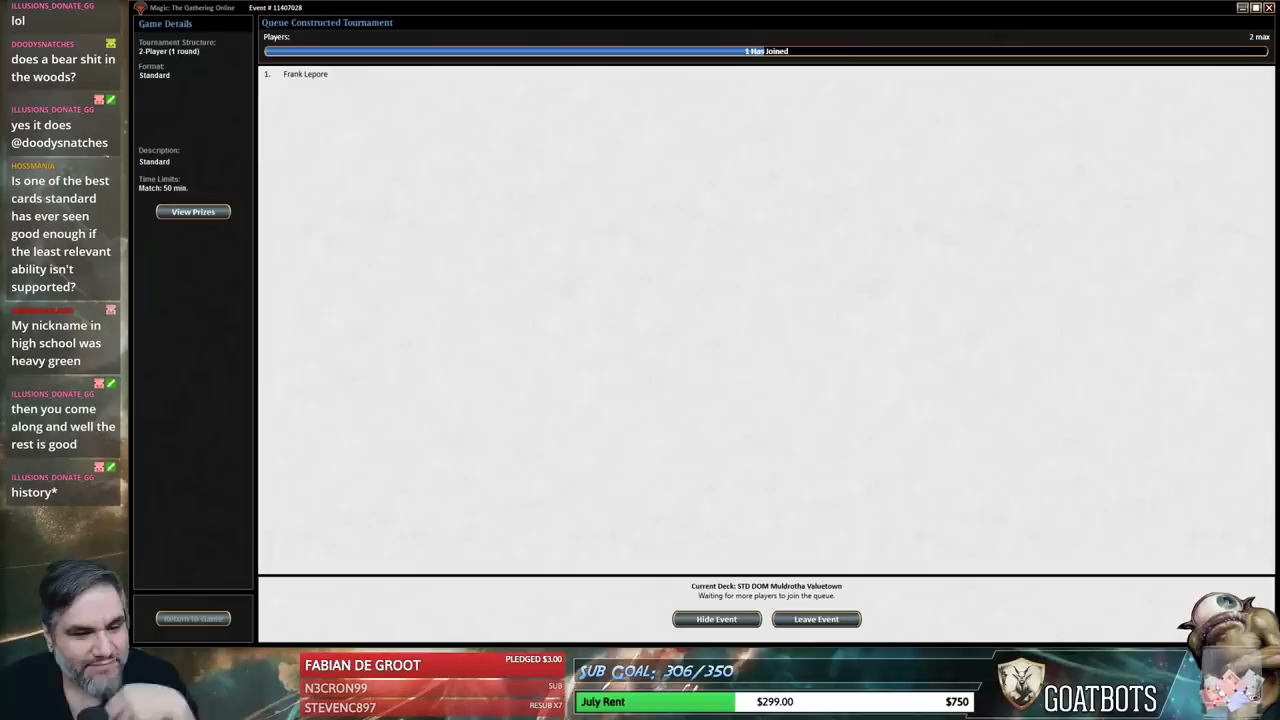 ILLUSIONS_DONATE_GG
lol
DOODYSNATCHES
does a bear shit in
the woods?
ILLUSIONS_DONATE_GG
yes it does
@doodysnatches
HOSSMANIA
Is one of the best
cards standard
has ever seen
good enough if
the least relevant
ability isn't
supported?
My nickname in
high school was
heavy green
ILLUSIONS_DONATE_GG
then you come
along and well the
rest is good
ILLUSIONS_DONATE_GG
history*
Magic: The Gathering Online Event # 11407028
Game Details
Tournament Structure:
2-Player (1 round)
Format:
Standard
Description:
Standard
Time Limits:
Match: 50 min.
View Prizes
Return to Game
Queue Constructed Tournament
Players: 2 max
1 Has Joined
1. Frank Lepore
Current Deck: STD DOM Muldrotha Valuetown
Waiting for more players to join the queue.
Hide Event Leave Event
FABIAN DE GROOT PLEDGED $3.00
N3CRON99 SUB
STEVENC897 RESUB X7
SUB GOAL: 306/350
July Rent $299.00 $750
GOATBOTS